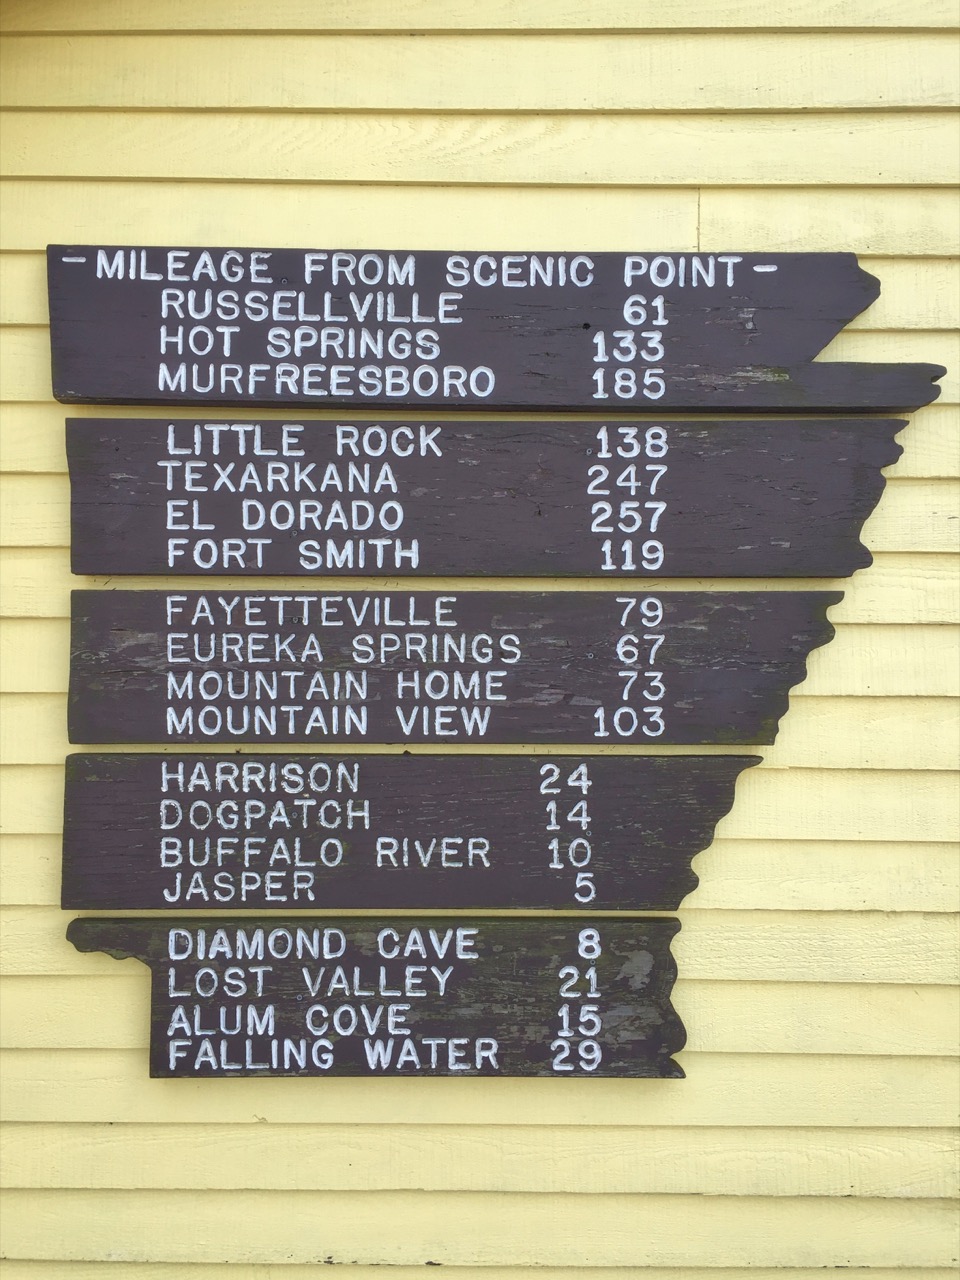 -MILEAGE FROM SCENIC POINT-
RUSSELLVILLE 61
HOT SPRINGS 133
MURFREESBORO 185
LITTLE ROCK 138
TEXARKANA 247
EL DORADO 257
FORT SMITH 119
FAYETTEVILLE 79
EUREKA SPRINGS 67
MOUNTAIN HOME 73
MOUNTAIN VIEW 103
HARRISON 24
DOGPATCH 14
BUFFALO RIVER 10
JASPER 5
DIAMOND CAVE 8
LOST VALLEY 21
ALUM COVE 15
FALLING WATER 29